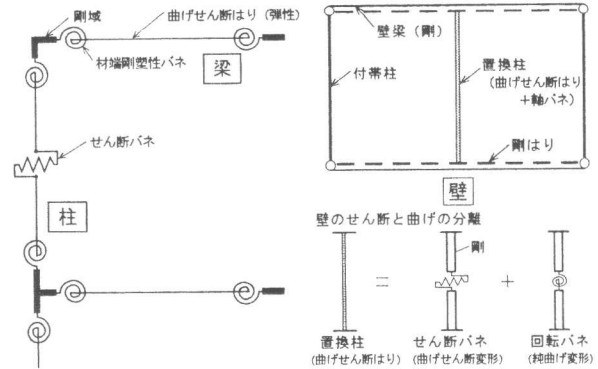 剛域
曲げせん断はり（弾性）
材端剛塑性バネ
梁
せん断バネ
柱
壁梁（剛）
付帯柱
置換柱
（曲げせん断はり
＋軸バネ）
剛はり
壁
壁のせん断と曲げの分離
剛
＝
＋
置換柱
(曲げせん断はり)
せん断バネ
(曲げせん断変形)
回転バネ
(純曲げ変形)